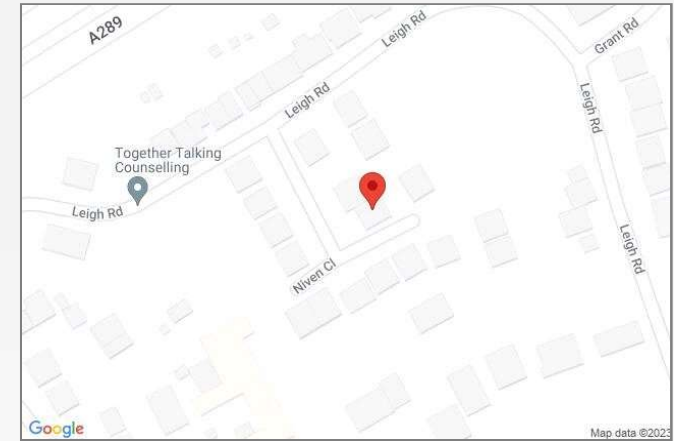 A289
Leigh Rd
Grant Rd
Leigh Rd
Leigh Rd
Together Talking
Counselling
Leigh Rd
Leigh Rd
Niven Cl
Google
Map data ©2023